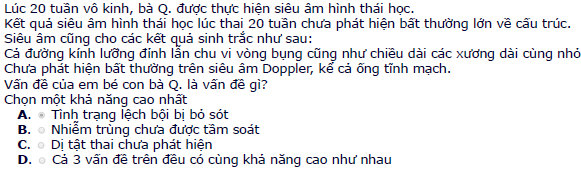 Lúc 20 tuần vô kinh, bà Q. được thực hiện siêu âm hình thái học.
Kết quả siêu âm hình thái học lúc thai 20 tuần chưa phát hiện bất thường lớn về cấu trúc.
Siêu âm cũng cho các kết quả sinh trắc như sau:
Cả đường kính lưỡng đỉnh lẫn chu vi vòng bụng cũng như chiều dài các xương dài cùng nhỏ
Chưa phát hiện bất thường trên siêu âm Doppler, kể cả ống tĩnh mạch.
Vấn đề của em bé con bà Q. là vấn đề gì?
Chọn một khả năng cao nhất
A. Tình trạng lệch bội bị bỏ sót
B. Nhiễm trùng chưa được tầm soát
C. Dị tật thai chưa phát hiện
D. Cả 3 vấn đề trên đều có cùng khả năng cao như nhau